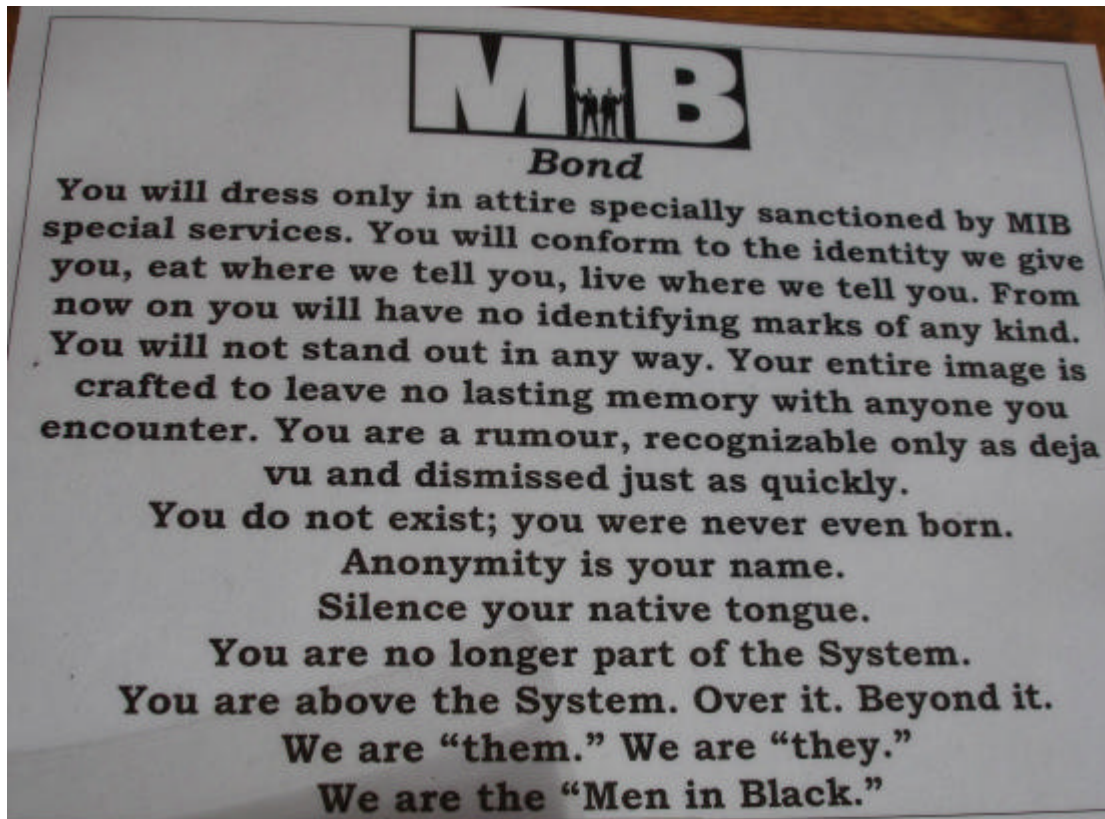 MIB
Bond
You will dress only in attire specially sanctioned by MIB
special services. You will conform to the identity we give
you, eat where we tell you, live where we tell you. From
now on you will have no identifying marks of any kind.
You will not stand out in any way. Your entire image is
crafted to leave no lasting memory with anyone you
encounter. You are a rumour, recognizable only as deja
vu and dismissed just as quickly.
You do not exist; you were never even born.
Anonymity is your name.
Silence your native tongue.
You are no longer part of the System.
You are above the System. Over it. Beyond it.
We are “them.” We are “they.”
We are the “Men in Black.”